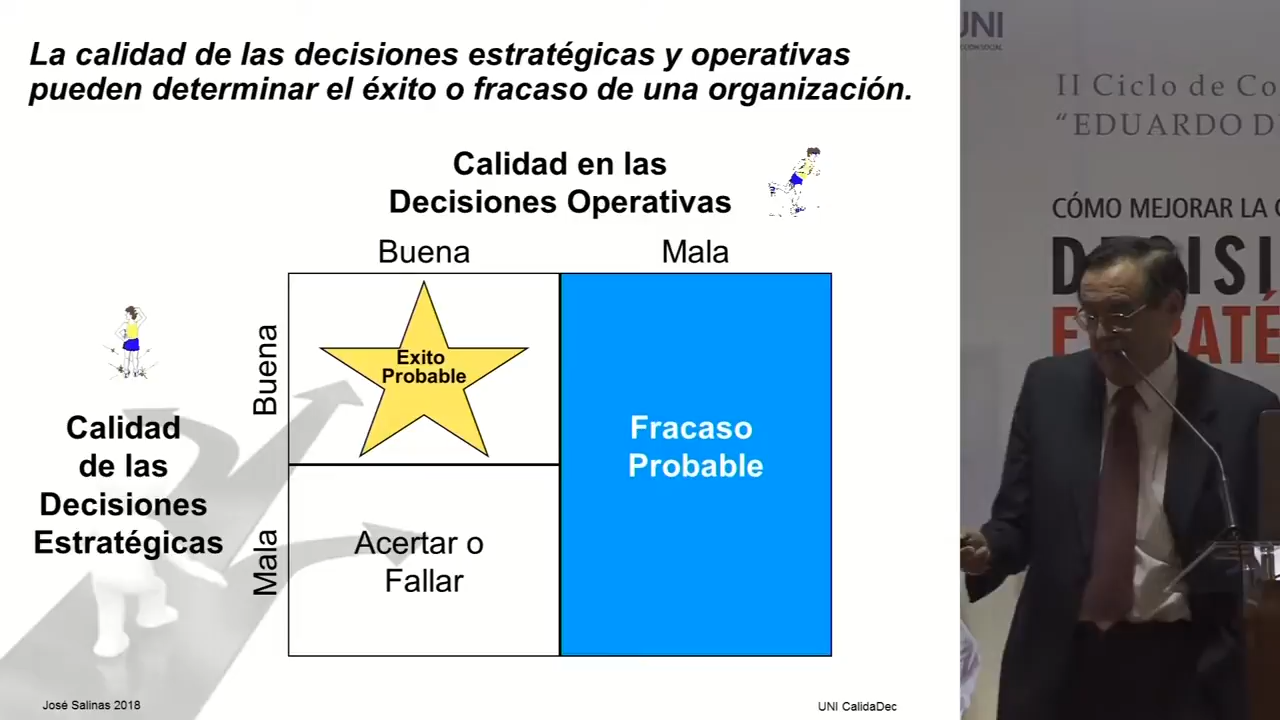 La calidad de las decisiones estratégicas y operativas
pueden determinar el éxito o fracaso de una organización.
Calidad en las
Decisiones Operativas
Buena
Mala
Buena
Mala
Calidad
de las
Decisiones
Estratégicas
Exito
Probable
Fracaso
Probable
Acertar o
Fallar
José Salinas 2018
UNI CalidaDec
UNI
II Ciclo de Co
“EDUARDO D
CÓMO MEJORAR LA